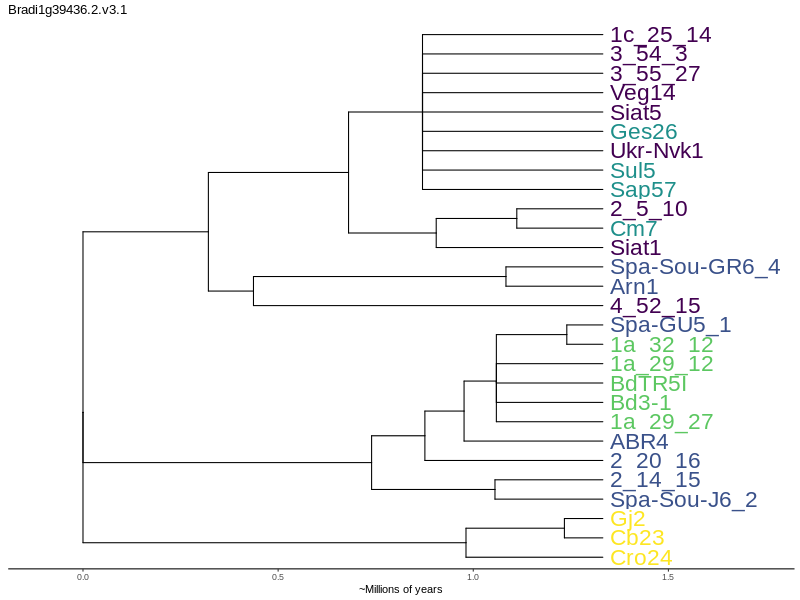 Bradi1g39436.2.v3.1
1c_25_14
3_54_3
3_55_27
Veg14
Siat5
Ges26
Ukr-Nvk1
Sul5
Sap57
2_5_10
Cm7
Siat1
Spa-Sou-GR6_4
Arn1
4_52_15
Spa-GU5_1
1a_32_12
1a_29_12
BdTR5I
Bd3-1
1a_29_27
ABR4
2_20_16
2_14_15
Spa-Sou-J6_2
Gj2
Cb23
Cro24
0.0 0.5 1.0 1.5
~Millions of years